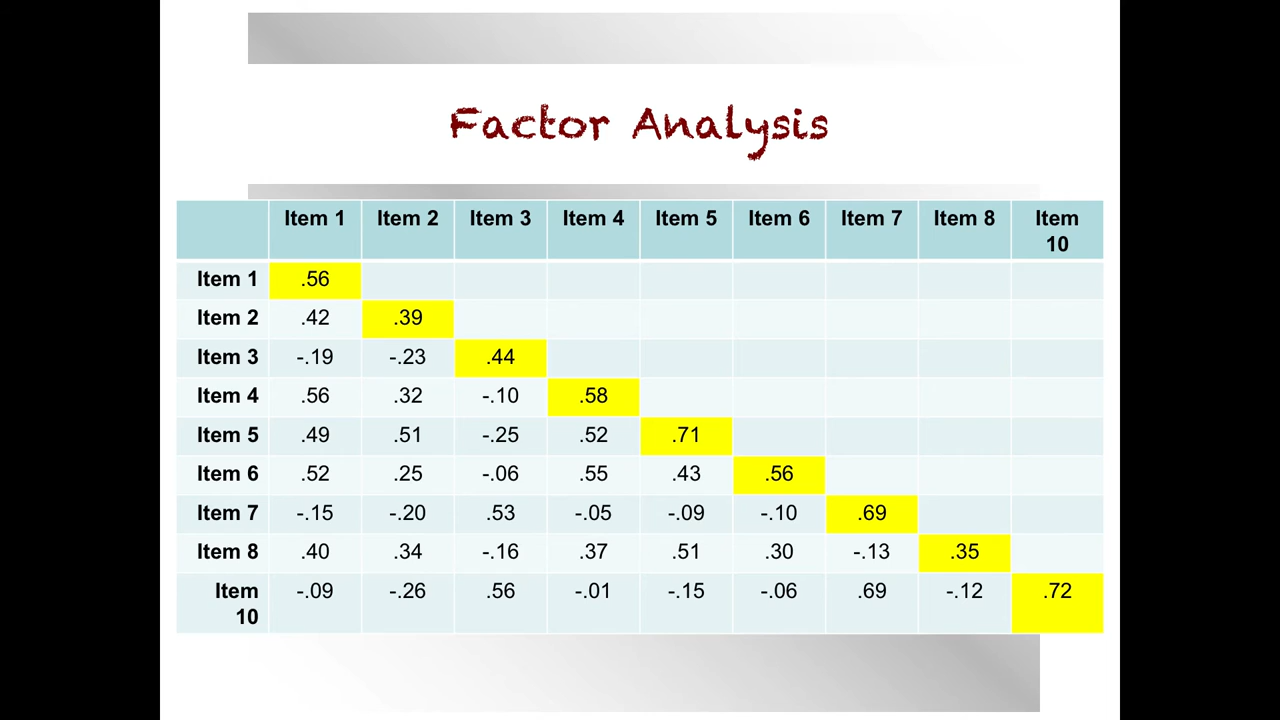 Factor Analysis
Item 1 Item 2 Item 3 Item 4 Item 5 Item 6 Item 7 Item 8 Item
10
Item 1 .56
Item 2 .42 .39
Item 3 -.19 -.23 .44
Item 4 .56 .32 -.10 .58
Item 5 .49 .51 -.25 .52 .71
Item 6 .52 .25 -.06 .55 .43 .56
Item 7 -.15 -.20 .53 -.05 -.09 -.10 .69
Item 8 .40 .34 -.16 .37 .51 .30 -.13 .35
Item -.09 -.26 .56 -.01 -.15 -.06 .69 -.12 .72
10